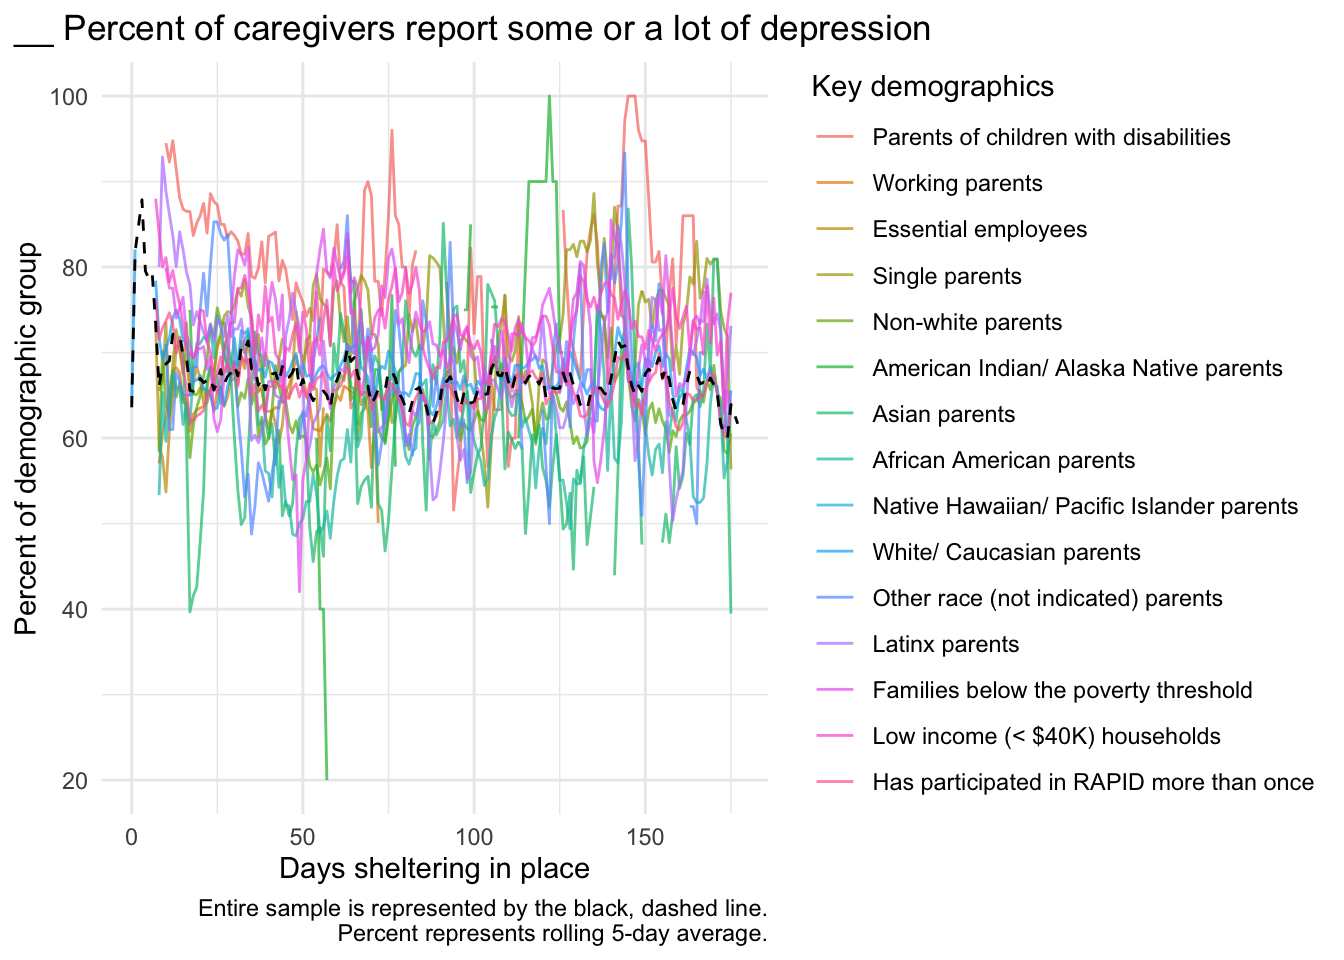 __ Percent of caregivers report some or a lot of depression
Percent of demographic group
100
80
60
40
20
0
50
100
150
Days sheltering in place
Key demographics
Parents of children with disabilities
Working parents
Essential employees
Single parents
Non-white parents
American Indian/ Alaska Native parents
Asian parents
African American parents
Native Hawaiian/ Pacific Islander parents
White/ Caucasian parents
Other race (not indicated) parents
Latinx parents
Families below the poverty threshold
Low income (< $40K) households
Has participated in RAPID more than once
Entire sample is represented by the black, dashed line.
Percent represents rolling 5-day average.